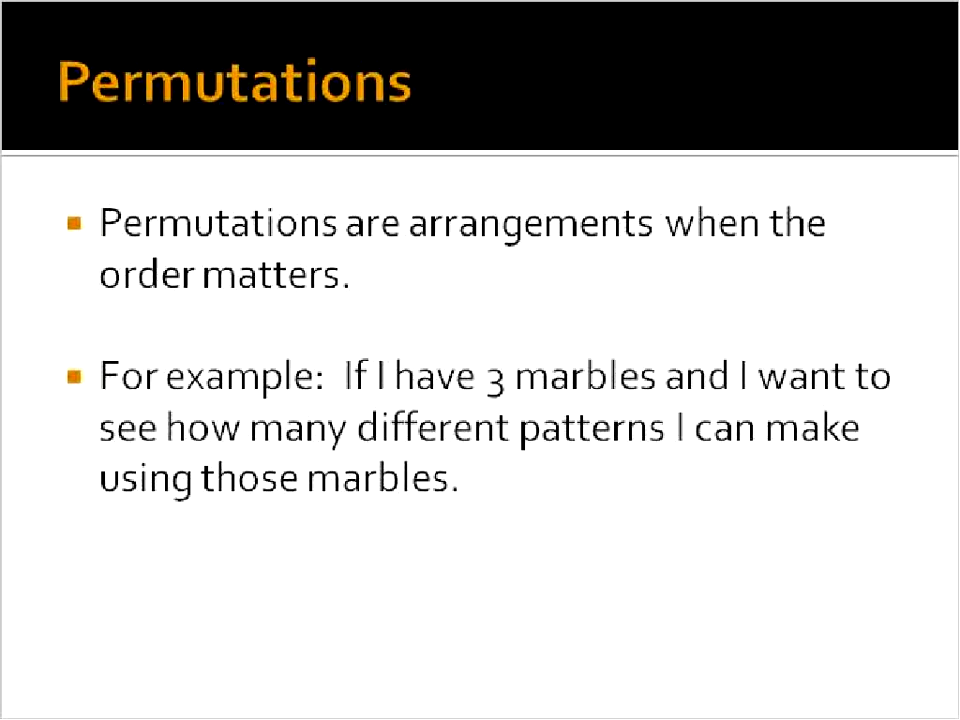 Permutations
▪ Permutations are arrangements when the
order matters.
▪ For example: If I have 3 marbles and I want to
see how many different patterns I can make
using those marbles.